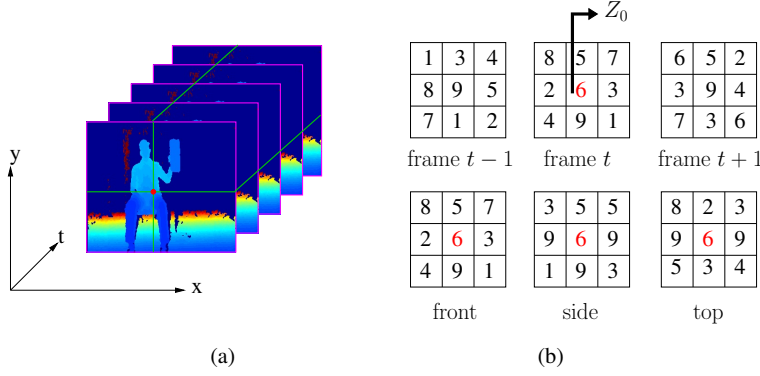 y
t
x
(a)
Z_0
1 3 4
8 9 5
7 1 2
frame t − 1
8 5 7
2 6 3
4 9 1
frame t
6 5 2
3 9 4
7 3 6
frame t + 1
8 5 7
2 6 3
4 9 1
front
3 5 5
9 6 9
1 9 3
side
8 2 3
9 6 9
5 3 4
top
(b)